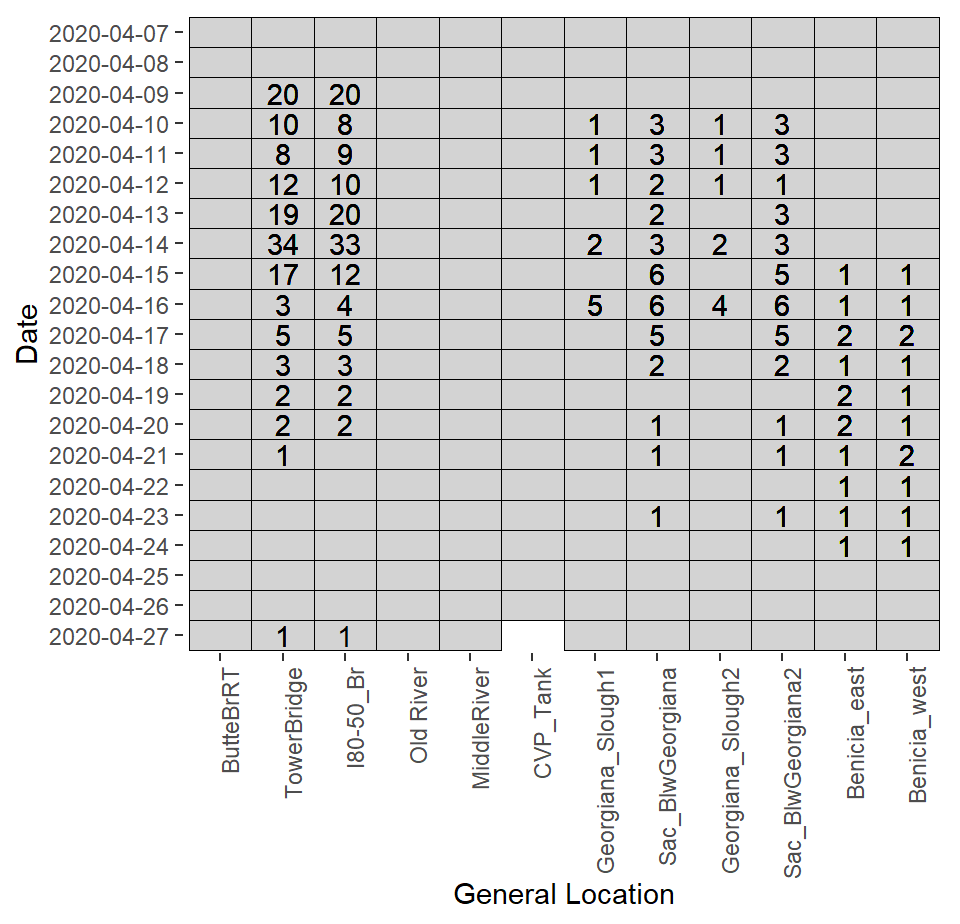 2020-04-07
2020-04-08
2020-04-09 20 20
2020-04-10 10 8 1 3 1 3
2020-04-11 8 9 1 3 1 3
2020-04-12 12 10 1 2 1 1
2020-04-13 19 20 2 3
2020-04-14 34 33 2 3 2 3
2020-04-15 17 12 6 5 1 1
2020-04-16 3 4 5 6 4 6 1 1
2020-04-17 5 5 5 5 2 2
2020-04-18 3 3 2 2 1 1
2020-04-19 2 2 2 1
2020-04-20 2 2 1 1 2 1
2020-04-21 1 1 1 1 2
2020-04-22 1 1
2020-04-23 1 1 1 1
2020-04-24 1 1
2020-04-25
2020-04-26
2020-04-27 1 1
Date
ButteBrRT
TowerBridge
I80-50_Br
Old River
MiddleRiver
CVP_Tank
Georgiana_Slough1
Sac_BlwGeorgiana
Georgiana_Slough2
Sac_BlwGeorgiana2
Benicia_east
Benicia_west
General Location